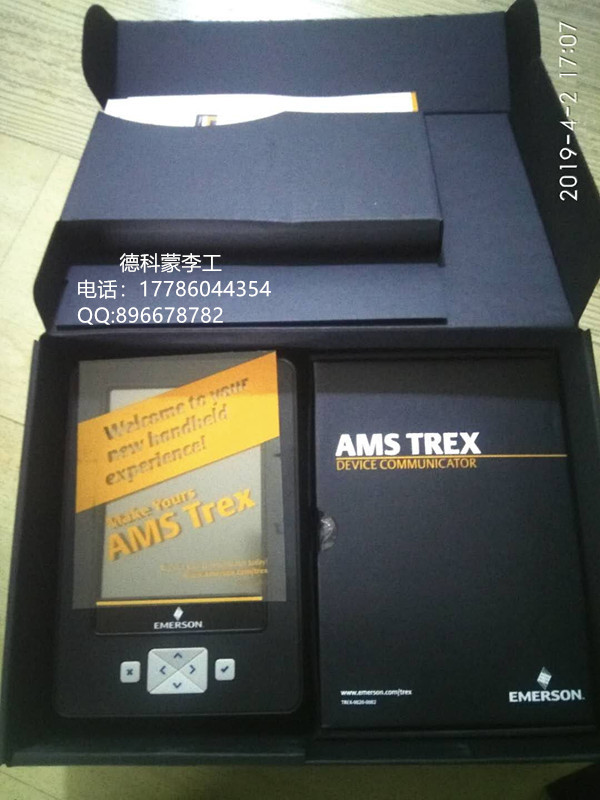 2019-4-2 17:07
德科蒙李工
电话：17786044354
QQ:896678782
Welcome to your
new handheld
experience!
Make Yours
AMS Trex
EMERSON
AMS TREX
DEVICE COMMUNICATOR
www.emerson.com/trex
EMERSON.